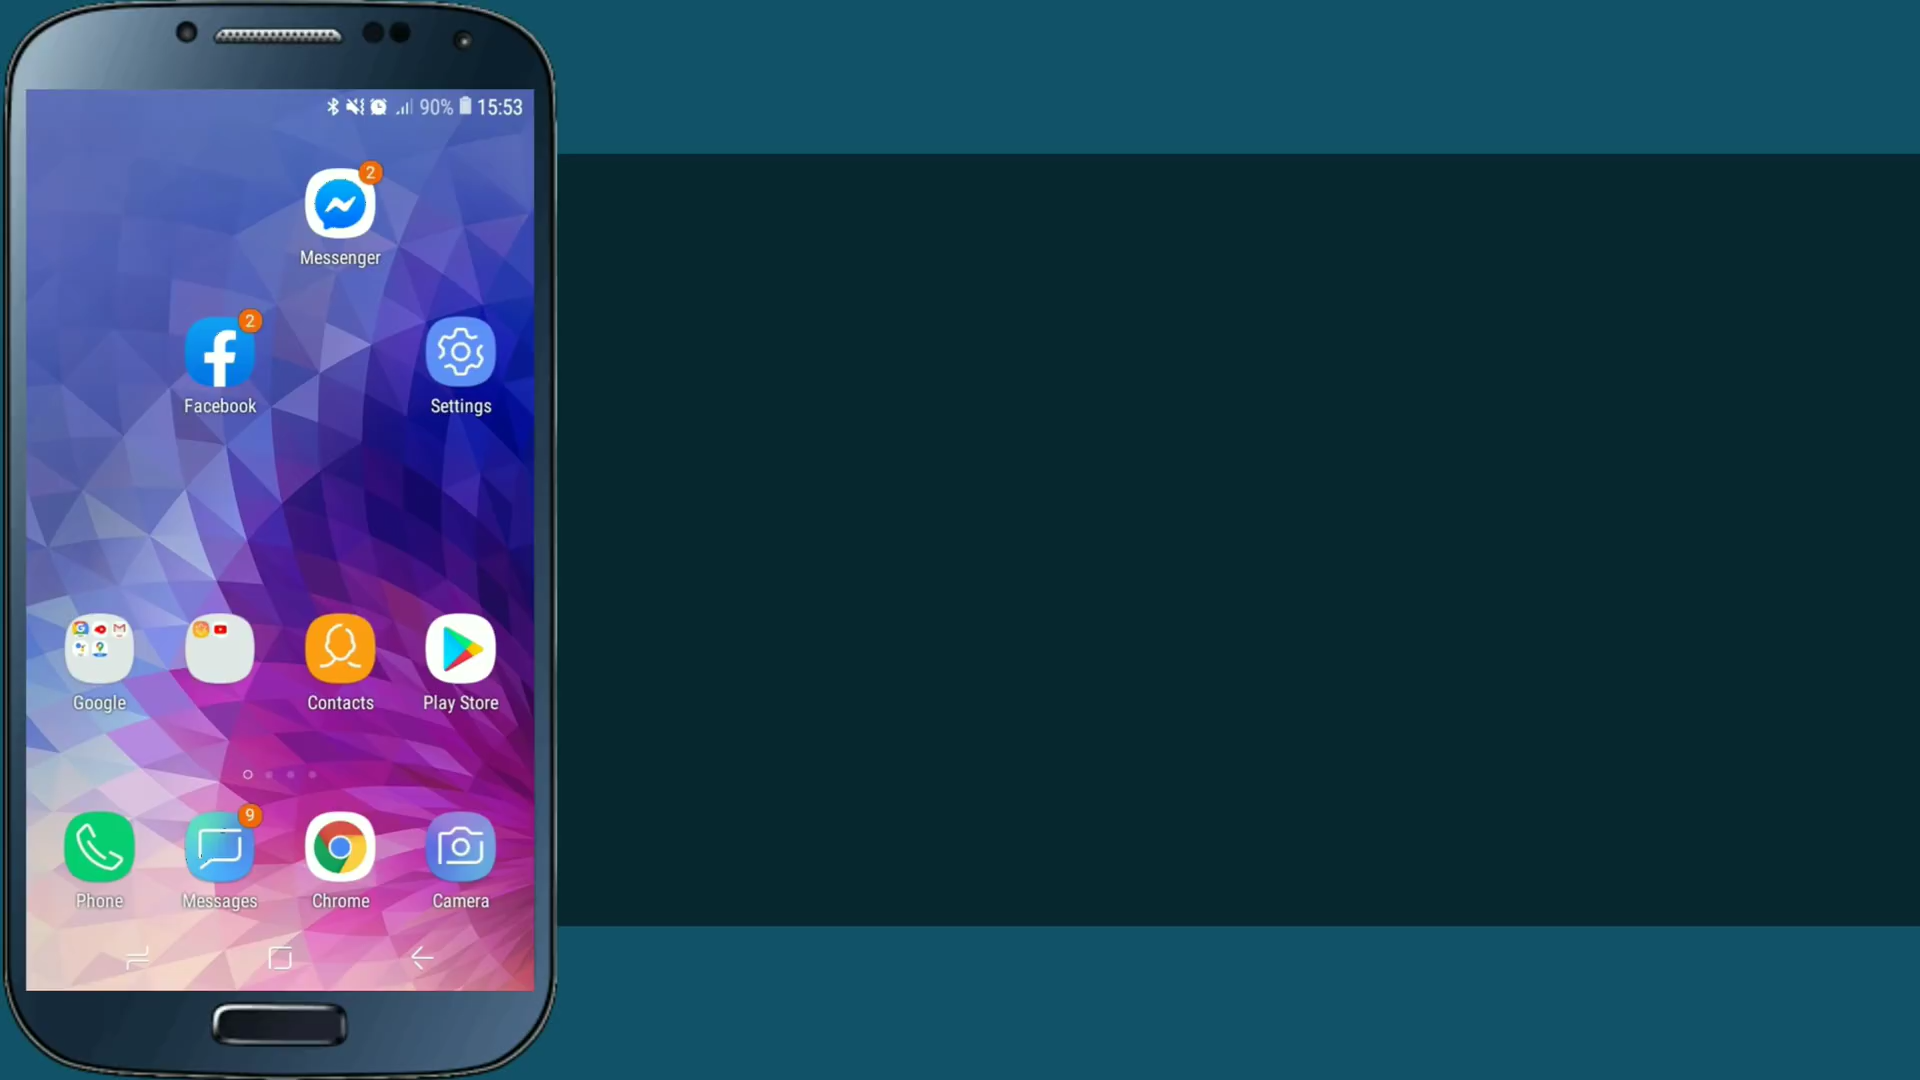 90% 15:53
2
Messenger
2
Facebook Settings
Google Contacts Play Store
9
Phone Messages Chrome Camera